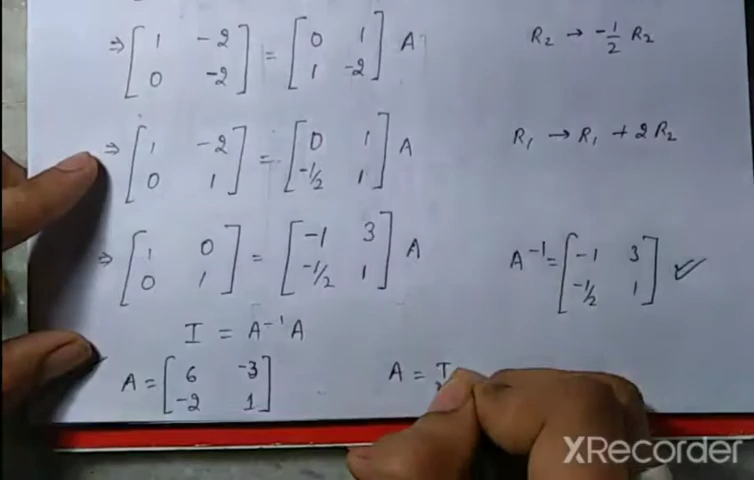 ⇒ [1 -2; 0 -2] = [0 1; 1 -2] A R₂ → -1/2 R₂
⇒ [1 -2; 0 1] = [0 1; -1/2 1] A R₁ → R₁ + 2R₂
⇒ [1 0; 0 1] = [-1 3; -1/2 1] A A⁻¹ = [-1 3; -1/2 1] ✓
I = A⁻¹A
A = [6 -3; -2 1] A =
XRecorder